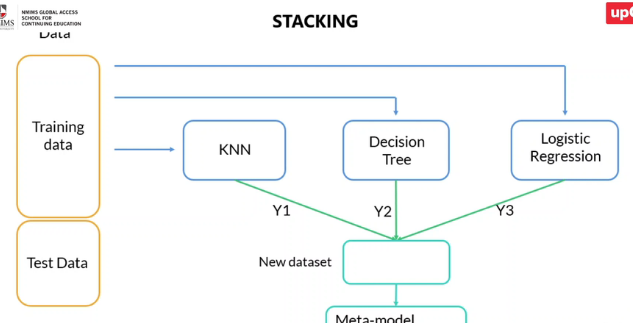 NMIMS GLOBAL ACCESS
SCHOOL FOR
CONTINUING EDUCATION
STACKING
Data
Training
data
KNN
Decision
Tree
Logistic
Regression
Y1
Y2
Y3
Test Data
New dataset
Meta-model